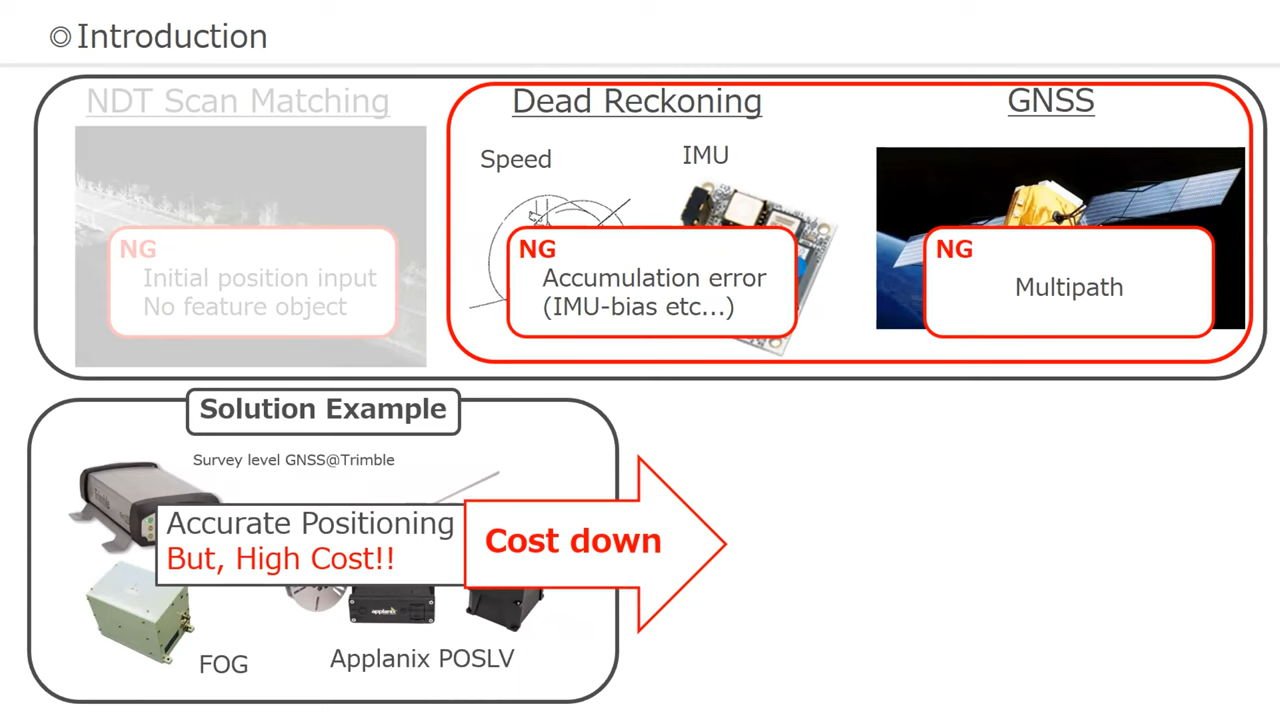 ◎Introduction
NDT Scan Matching
NG
Initial position input
No feature object
Dead Reckoning
Speed
IMU
NG
Accumulation error
(IMU-bias etc...)
GNSS
NG
Multipath
Solution Example
Survey level GNSS@Trimble
Trimble
Accurate Positioning
But, High Cost!!
Cost down
applanix
FOG
Applanix POSLV